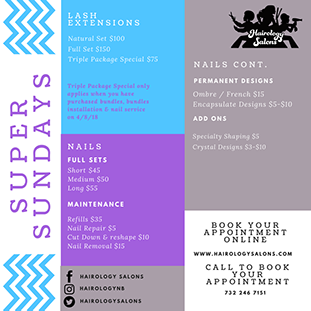 SUPER
SUNDAYS
LASH
EXTENSIONS
Natural Set $100
Full Set $150
Triple Package Special $75
Triple Package Special only
applies when you have
purchased bundles, bundles
installation & nail service
on 4/8/18
NAILS
FULL SETS
Short $45
Medium $50
Long $55
MAINTENANCE
Refills $35
Nail Repair $5
Cut Down & reshape $10
Nail Removal $15
HAIROLOGY SALONS
HAIROLOGYNB
HAIROLOGYSALONS
Hairology
Salons
NAILS CONT.
PERMANENT DESIGNS
Ombre / French $15
Encapsulate Designs $5-$10
ADD ONS
Specialty Shaping $5
Crystal Designs $3-$10
BOOK YOUR
APPOINTMENT
ONLINE
WWW.HAIROLOGYSALONS.COM
CALL TO BOOK
YOUR
APPOINTMENT
732 246 7151